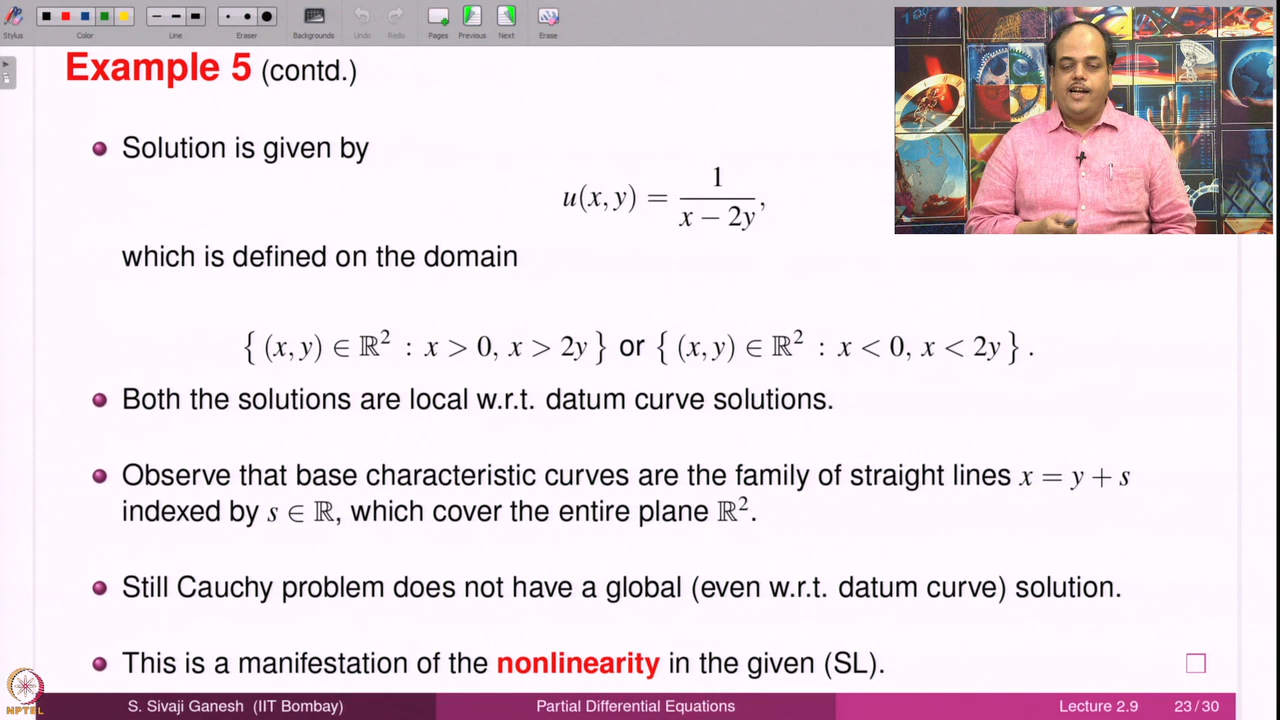 Stylus Color Line Eraser Backgrounds Undo Redo Pages Previous Next Erase
Example 5 (contd.)
Solution is given by
u(x, y) = 1 / (x − 2y),
which is defined on the domain
{ (x, y) ∈ ℝ² : x > 0, x > 2y } or { (x, y) ∈ ℝ² : x < 0, x < 2y } .
Both the solutions are local w.r.t. datum curve solutions.
Observe that base characteristic curves are the family of straight lines x = y + s
indexed by s ∈ ℝ, which cover the entire plane ℝ².
Still Cauchy problem does not have a global (even w.r.t. datum curve) solution.
This is a manifestation of the nonlinearity in the given (SL).
NPTEL
S. Sivaji Ganesh (IIT Bombay) Partial Differential Equations Lecture 2.9 23 / 30